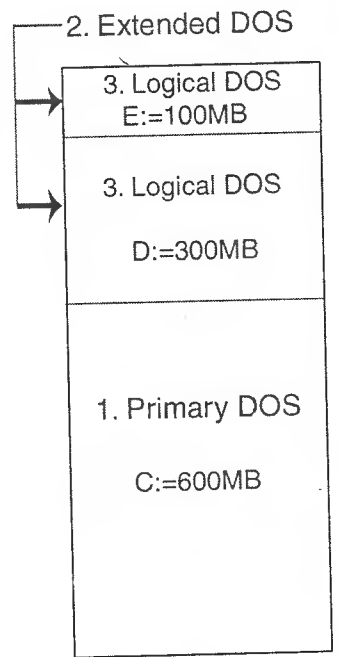 2. Extended DOS
3. Logical DOS
E:=100MB
3. Logical DOS
D:=300MB
1. Primary DOS
C:=600MB